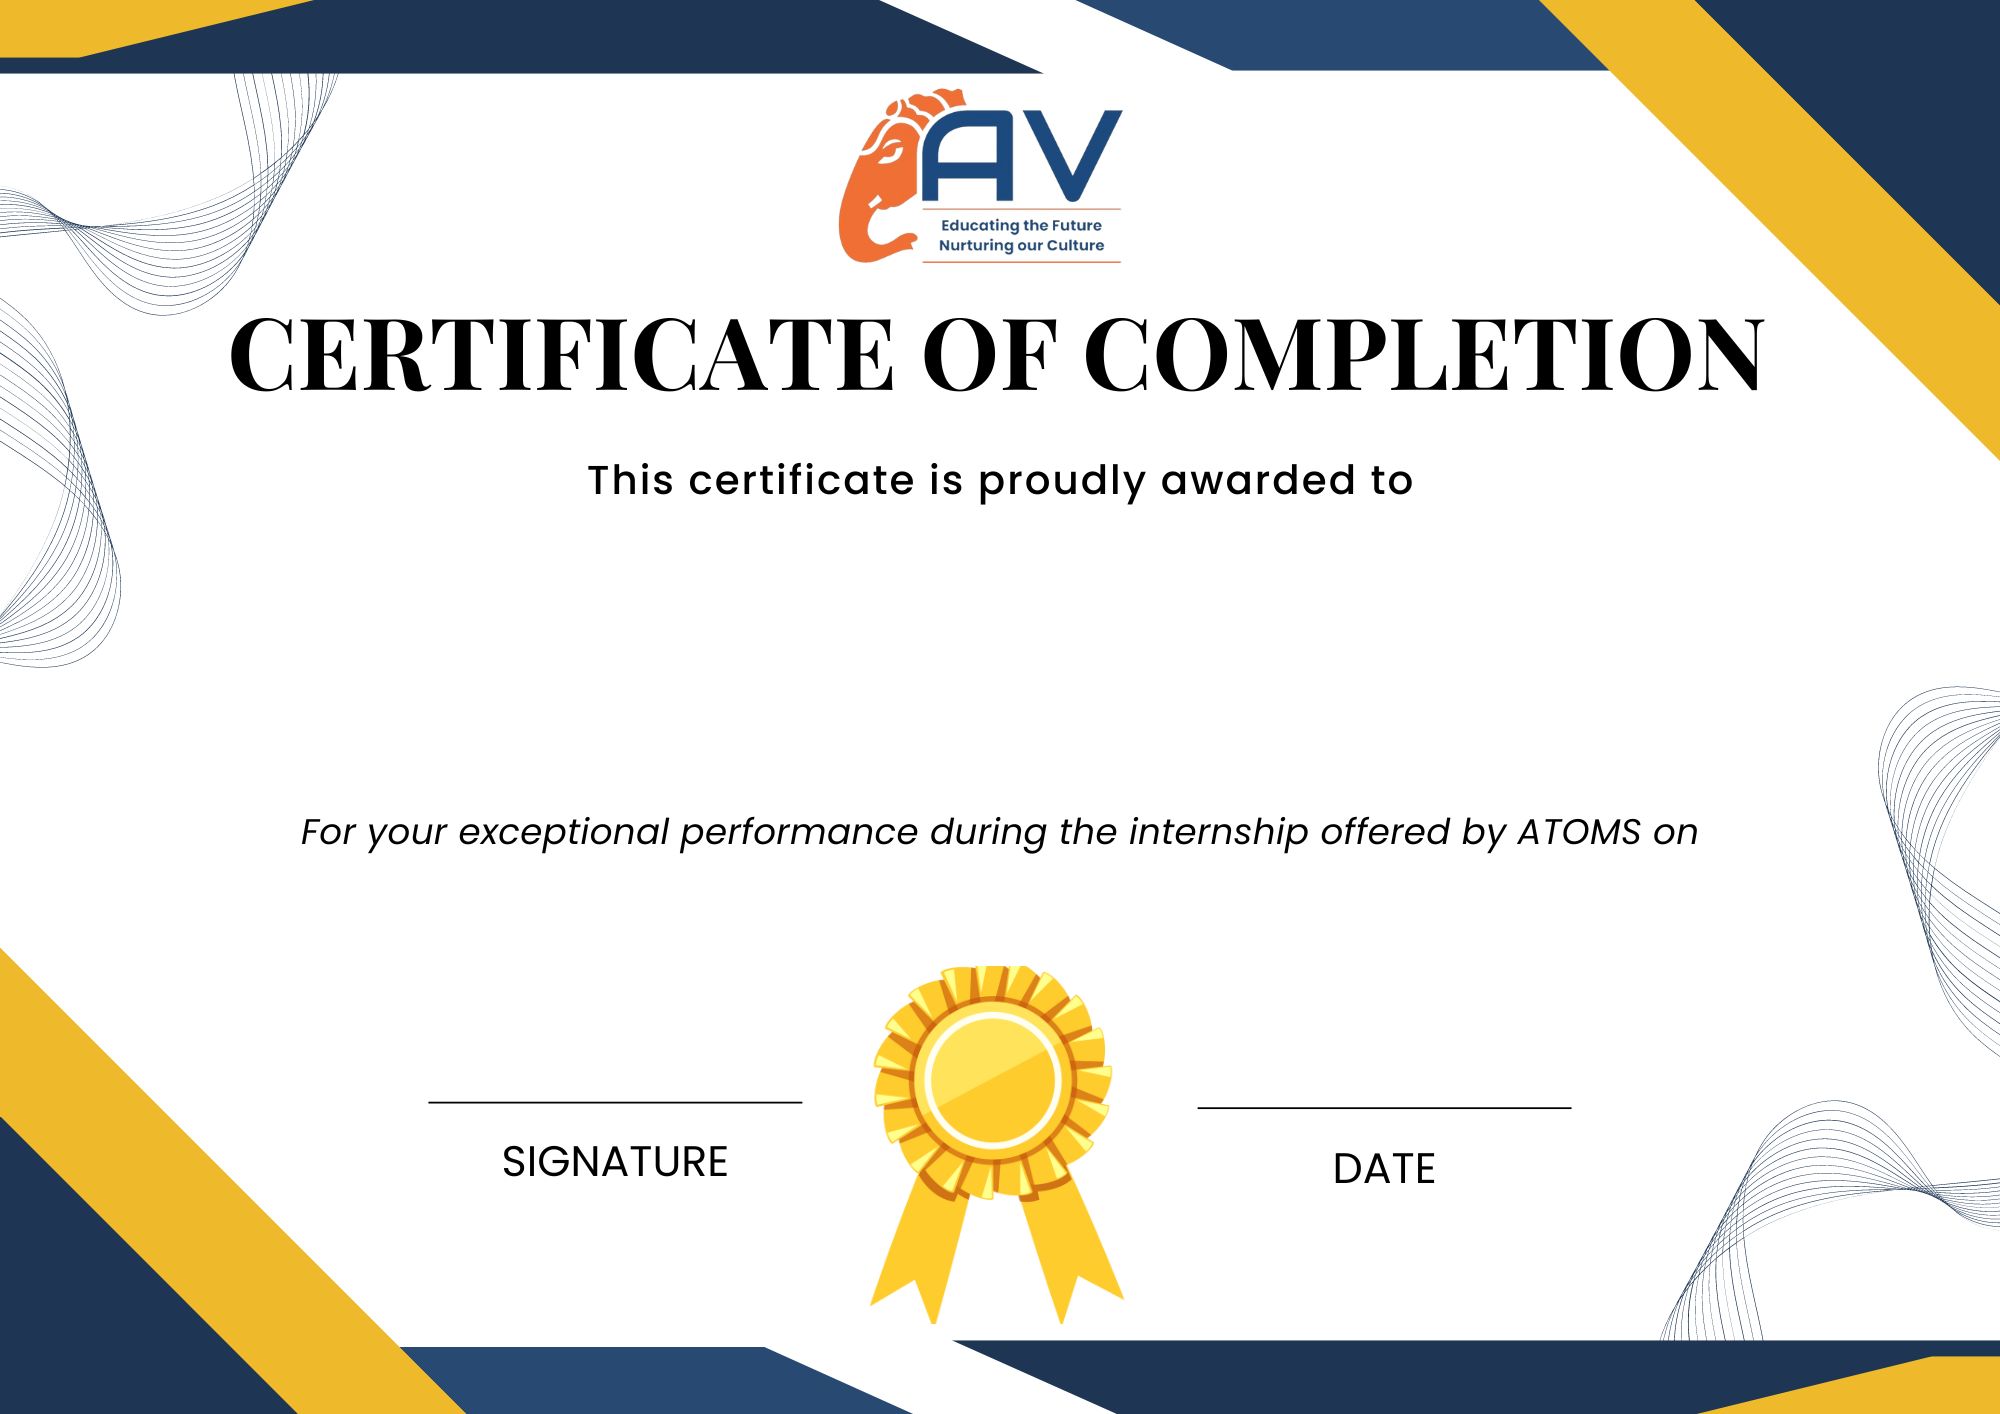 AV
Educating the Future
Nurturing our Culture
CERTIFICATE OF COMPLETION
This certificate is proudly awarded to
For your exceptional performance during the internship offered by ATOMS on
SIGNATURE
DATE